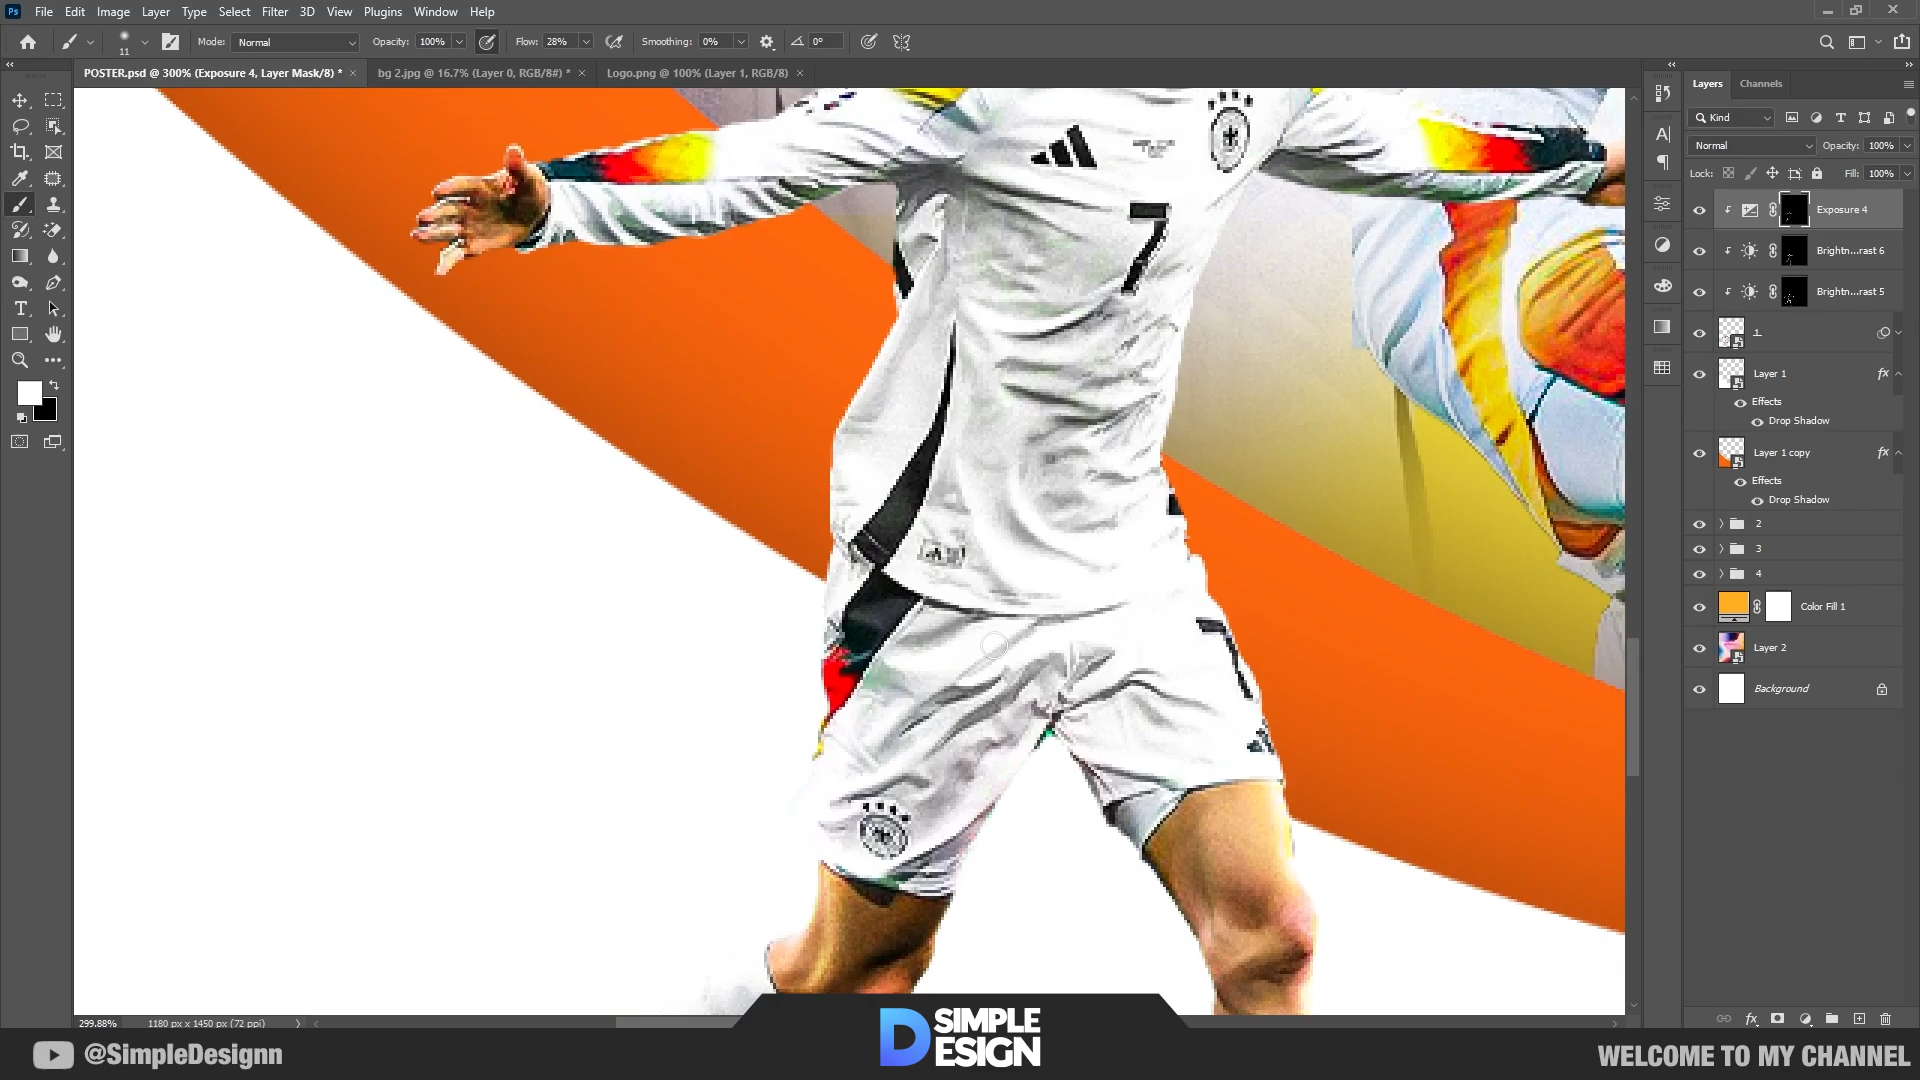 Ps File Edit Image Layer Type Select Filter 3D View Plugins Window Help
11 Mode: Normal Opacity: 100% Flow: 28% Smoothing: 0% 0°
POSTER.psd @ 300% (Exposure 4, Layer Mask/8) * bg 2.jpg @ 16.7% (Layer 0, RGB/8#) * Logo.png @ 100% (Layer 1, RGB/8)
Layers Channels
Kind
Normal Opacity: 100%
Lock: Fill: 100%
Exposure 4
Brightn...rast 6
Brightn...rast 5
1
Layer 1 fx
Effects
Drop Shadow
Layer 1 copy fx
Effects
Drop Shadow
2
3
4
Color Fill 1
Layer 2
Background
7
7
299.88% 1180 px x 1450 px (72 ppi)
@SimpleDesignn
SIMPLE
DESIGN
WELCOME TO MY CHANNEL